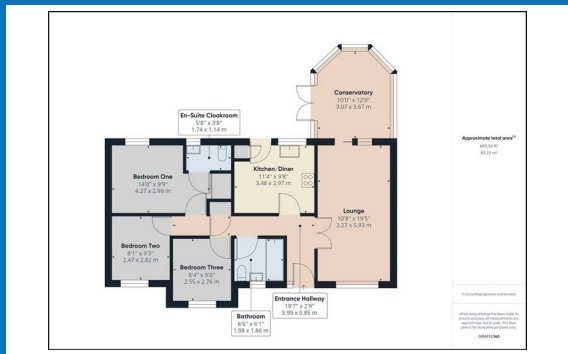 Conservatory
10'0" x 12'0"
3.07 x 3.67 m
En-Suite Cloakroom
5'8" x 3'8"
1.74 x 1.14 m
Approximate total area
Kitchen/Diner
11'4" x 9'8"
3.48 x 2.97 m
Bedroom One
14'0" x 9'9"
4.27 x 2.99 m
Lounge
10'8" x 19'5"
3.27 x 5.93 m
Bedroom Two
8'1" x 9'3"
2.47 x 2.82 m
Bedroom Three
8'4" x 9'0"
2.55 x 2.76 m
Entrance Hallway
19'7" x 2'9"
5.99 x 0.85 m
Bathroom
6'6" x 6'1"
1.98 x 1.86 m
GIRAFFE360